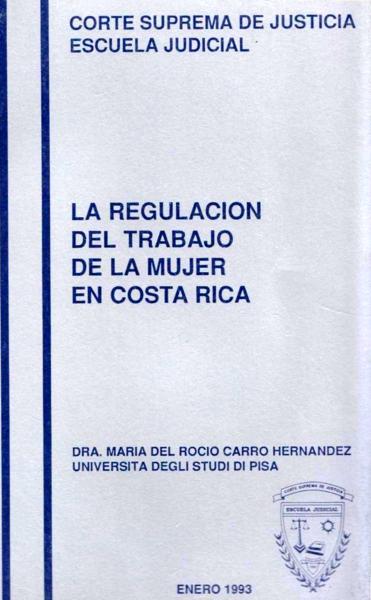 CORTE SUPREMA DE JUSTICIA
ESCUELA JUDICIAL
LA REGULACION
DEL TRABAJO
DE LA MUJER
EN COSTA RICA
DRA. MARIA DEL ROCIO CARRO HERNANDEZ
UNIVERSITA DEGLI STUDI DI PISA
CORTE SUPREMA DE JUSTICIA
ESCUELA JUDICIAL
ENERO 1993